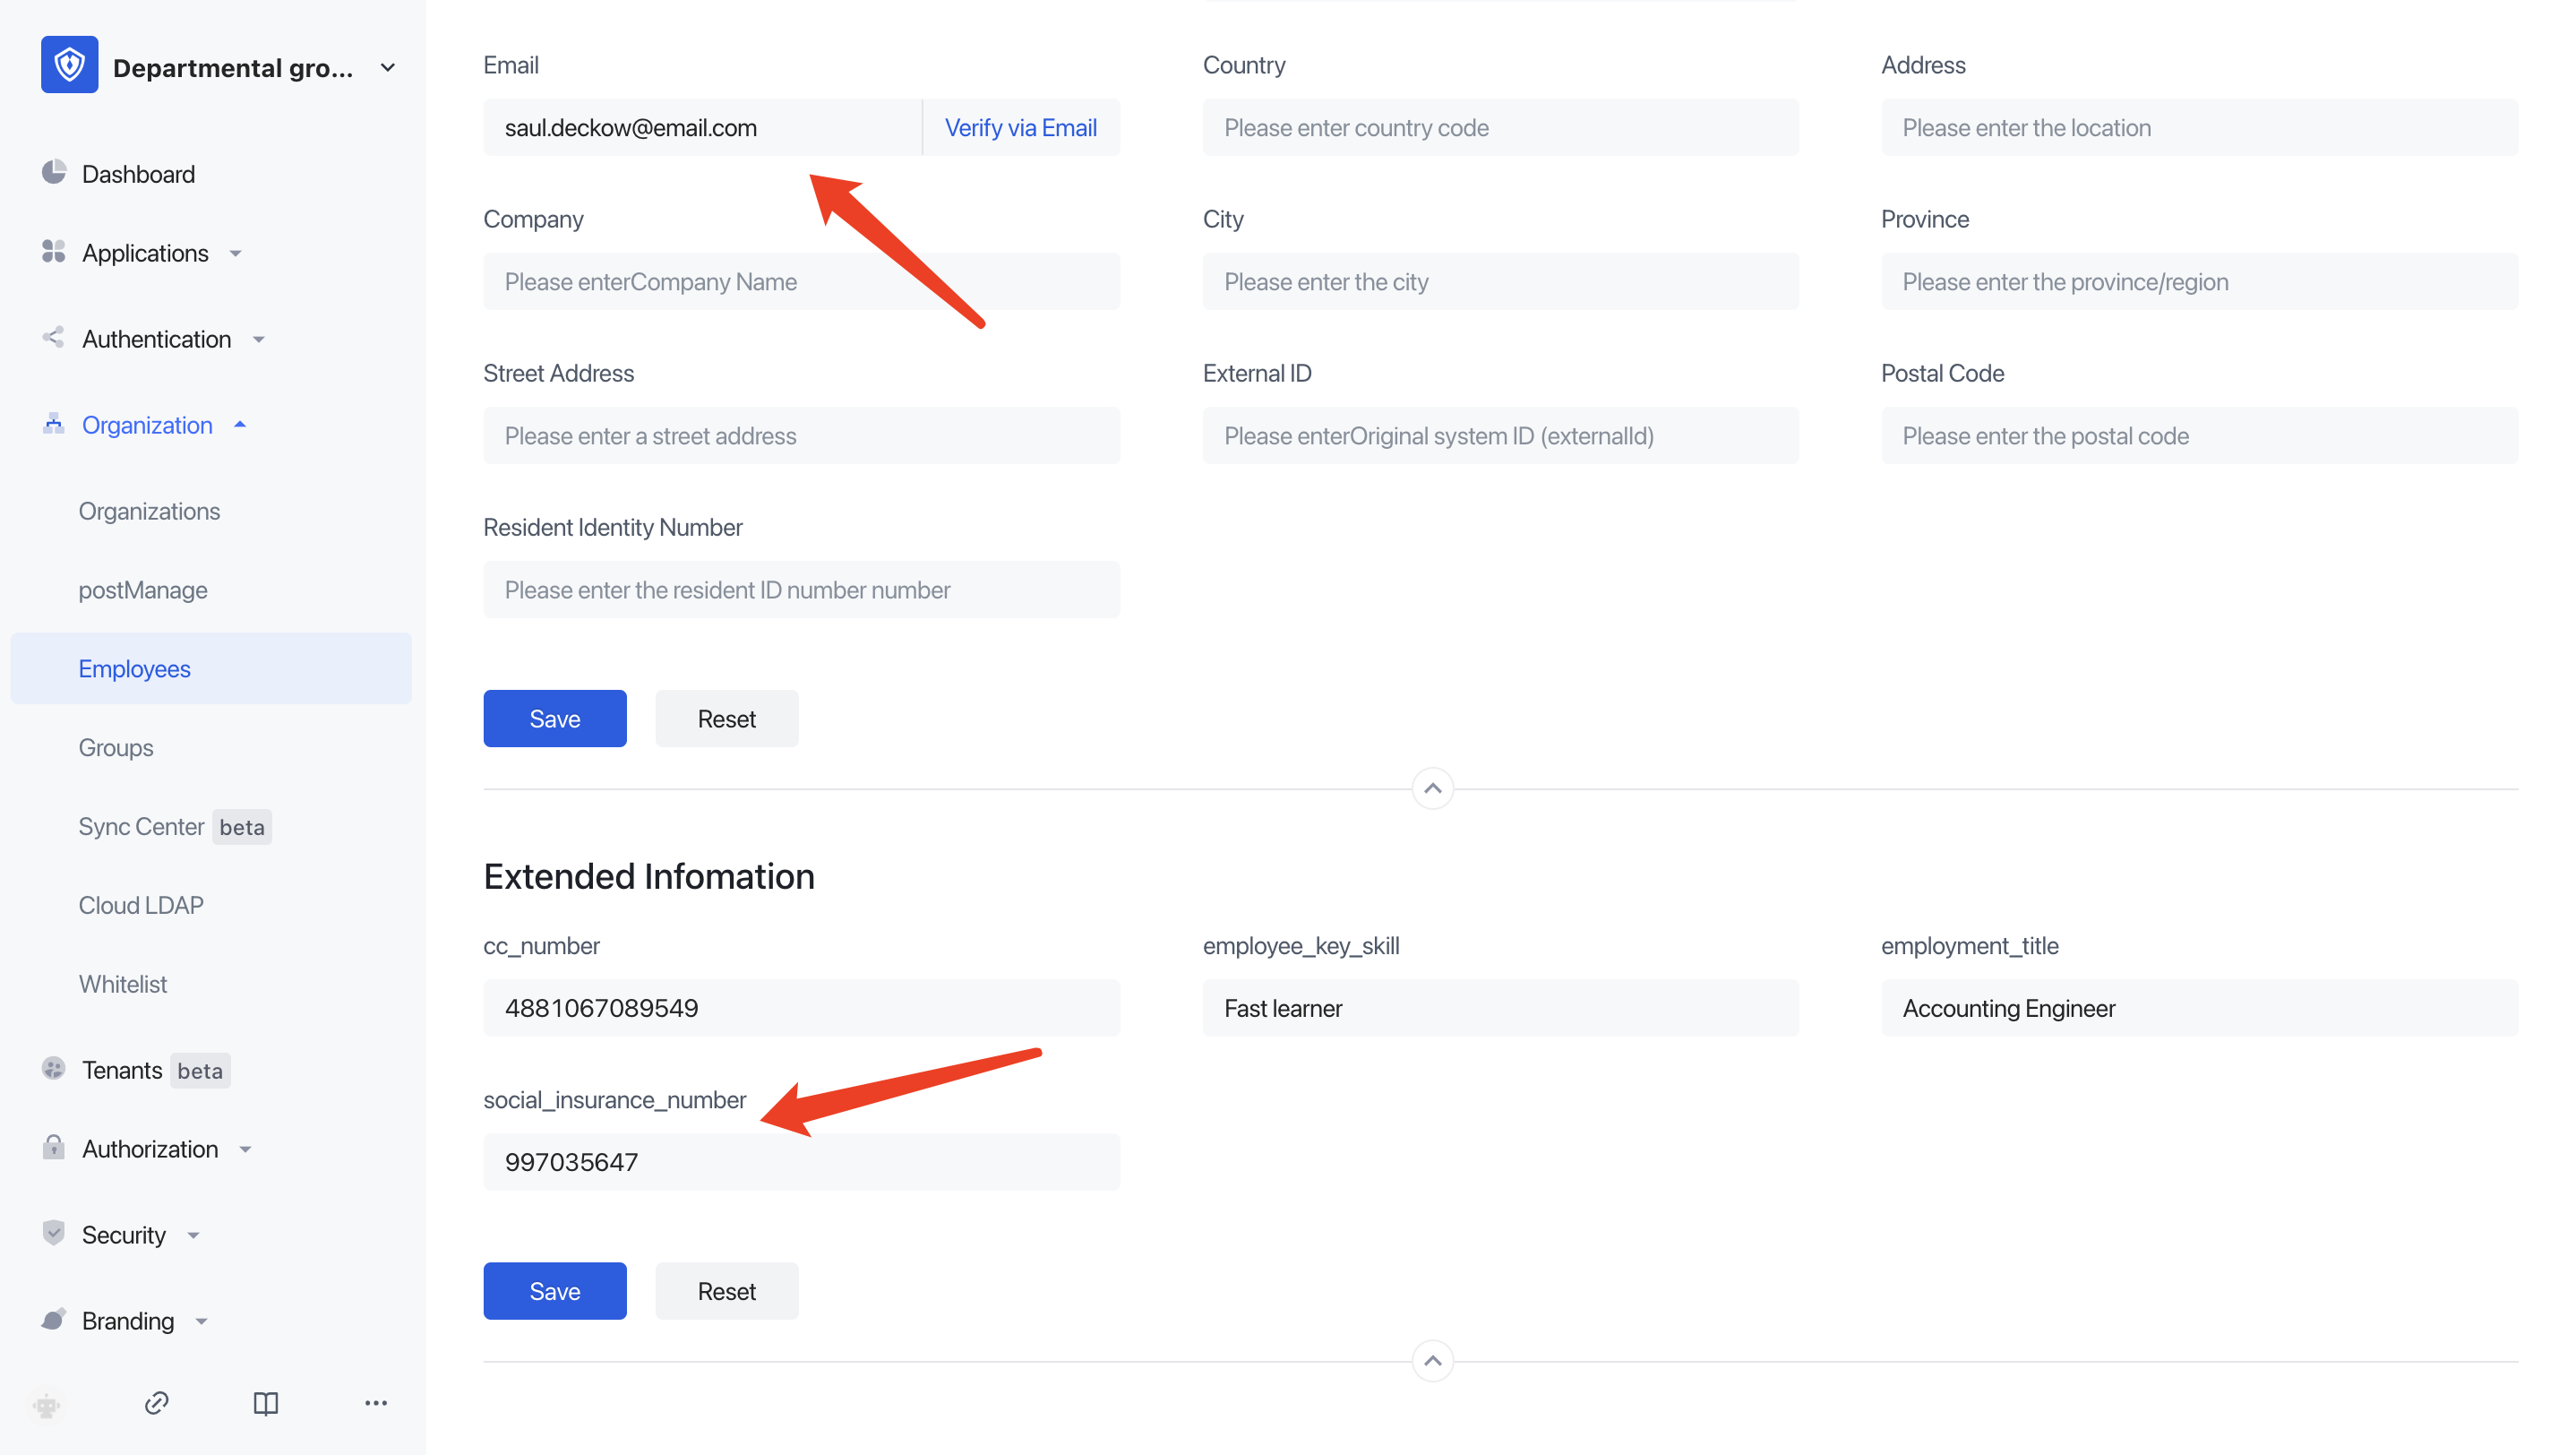 Departmental gro...
Dashboard
Applications
Authentication
Organization
Organizations
postManage
Employees
Groups
Sync Center beta
Cloud LDAP
Whitelist
Tenants beta
Authorization
Security
Branding
Email Country Address
saul.deckow@email.com Verify via Email Please enter country code Please enter the location
Company City Province
Please enterCompany Name Please enter the city Please enter the province/region
Street Address External ID Postal Code
Please enter a street address Please enterOriginal system ID (externalId) Please enter the postal code
Resident Identity Number
Please enter the resident ID number number
Save Reset
Extended Infomation
cc_number employee_key_skill employment_title
4881067089549 Fast learner Accounting Engineer
social_insurance_number
997035647
Save Reset